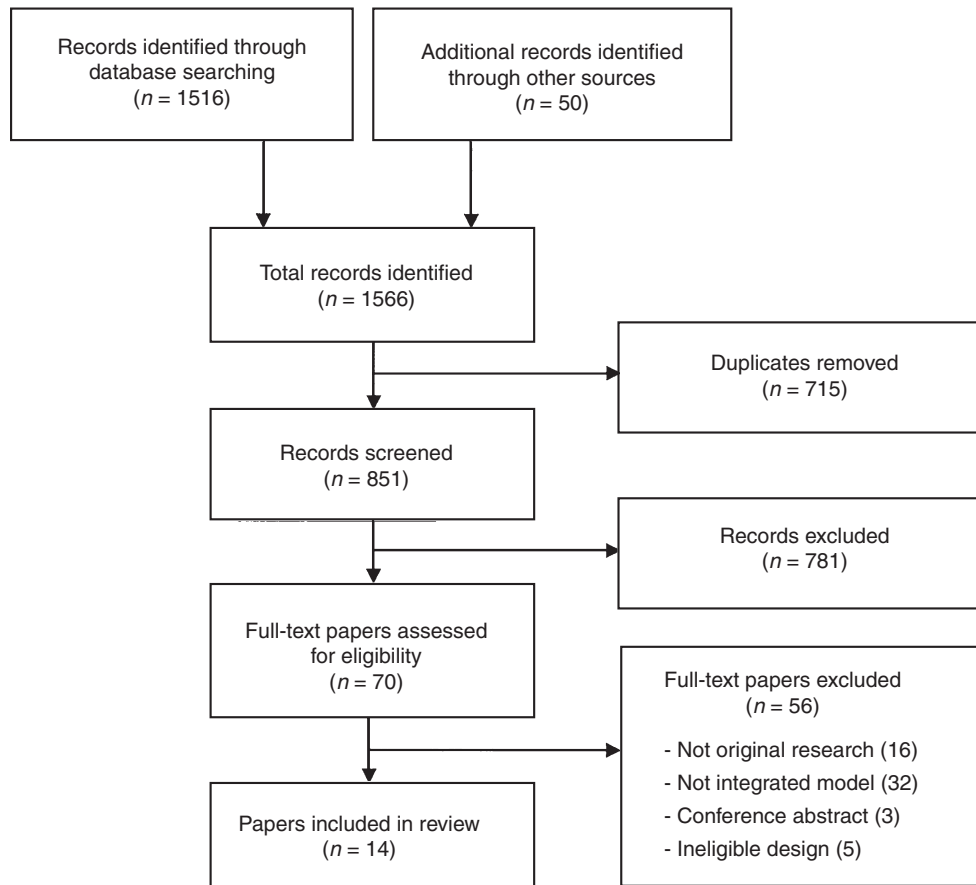 Records identified through
database searching
(n = 1516)
Additional records identified
through other sources
(n = 50)
Total records identified
(n = 1566)
Duplicates removed
(n = 715)
Records screened
(n = 851)
Records excluded
(n = 781)
Full-text papers assessed
for eligibility
(n = 70)
Full-text papers excluded
(n = 56)
- Not original research (16)
- Not integrated model (32)
- Conference abstract (3)
- Ineligible design (5)
Papers included in review
(n = 14)